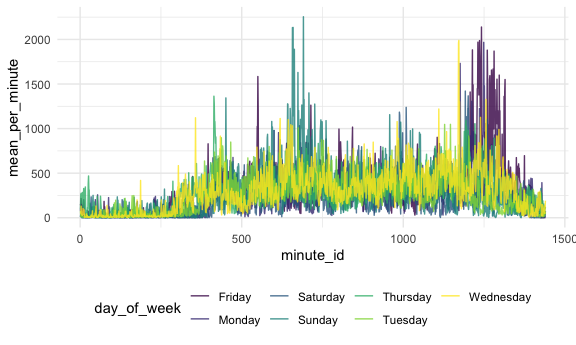 2000
1500
1000
500
0
mean_per_minute
0 500 1000 1500
minute_id
day_of_week
Friday Saturday Thursday Wednesday
Monday Sunday Tuesday